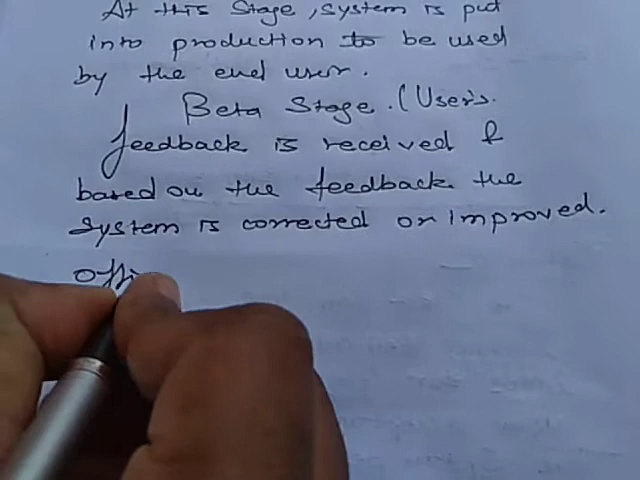 At this Stage, system is put
into production to be used
by the end user.
Beta Stage. (User's.
feedback is received &
based on the feedback the
System is corrected or improved.
offi